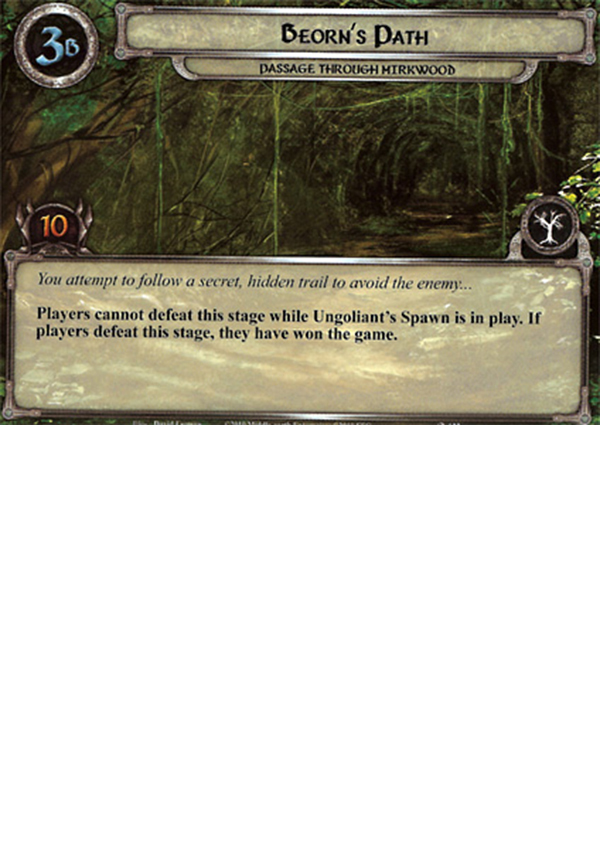 3B
BEORN'S PATH
PASSAGE THROUGH MIRKWOOD
10
You attempt to follow a secret, hidden trail to avoid the enemy...
Players cannot defeat this stage while Ungoliant's Spawn is in play. If
players defeat this stage, they have won the game.